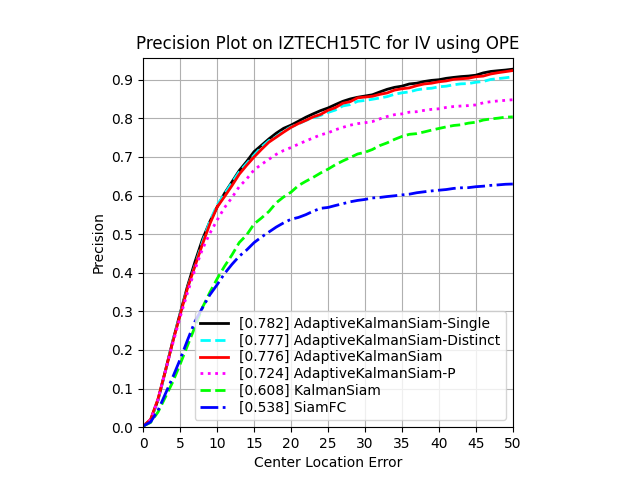 Precision Plot on IZTECH15TC for IV using OPE
Precision
0.9
0.8
0.7
0.6
0.5
0.4
0.3
0.2
0.1
0.0
[0.782] AdaptiveKalmanSiam-Single
[0.777] AdaptiveKalmanSiam-Distinct
[0.776] AdaptiveKalmanSiam
[0.724] AdaptiveKalmanSiam-P
[0.608] KalmanSiam
[0.538] SiamFC
0 5 10 15 20 25 30 35 40 45 50
Center Location Error